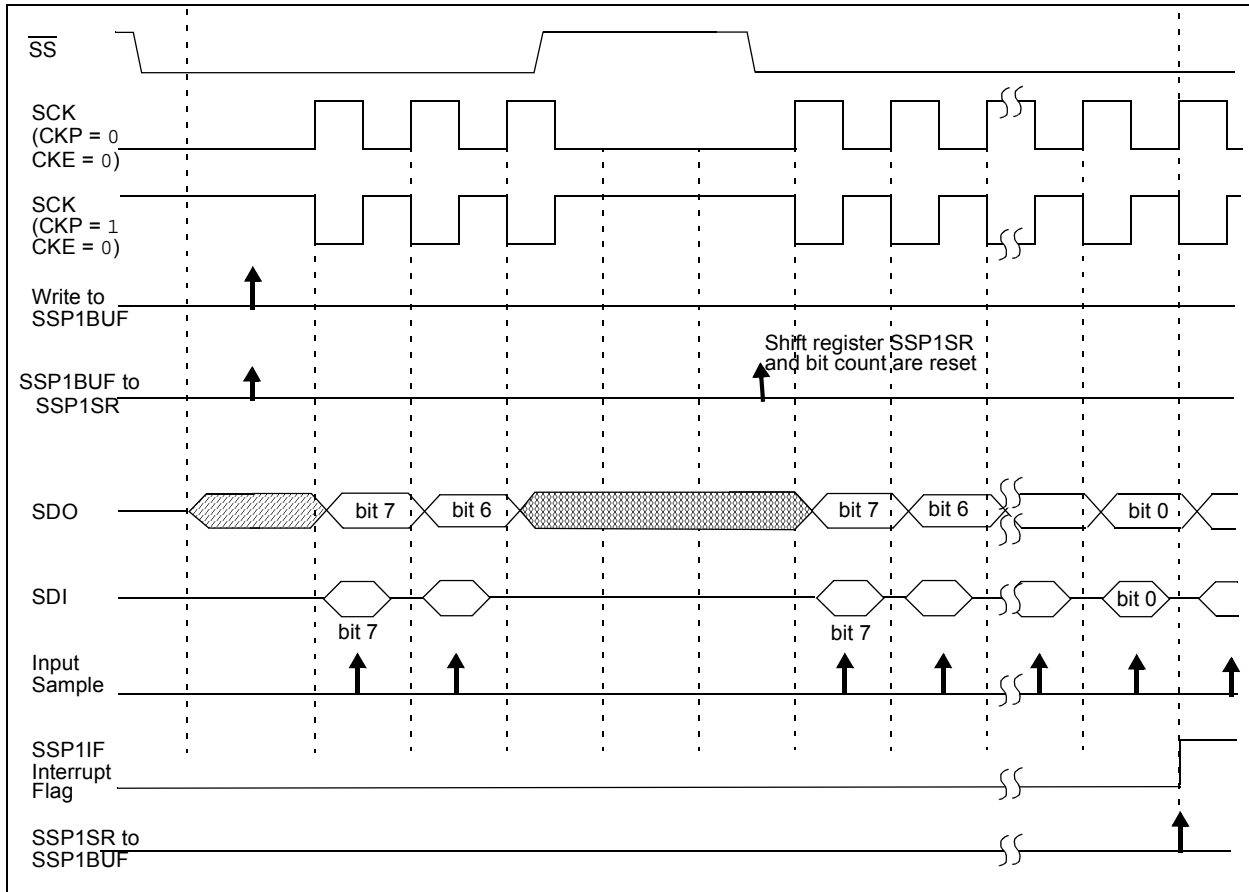 SS
SCK
(CKP = 0
CKE = 0)
SCK
(CKP = 1
CKE = 0)
Write to
SSP1BUF
Shift register SSP1SR
and bit count are reset
SSP1BUF to
SSP1SR
SDO
bit 7
bit 6
bit 7
bit 6
bit 0
SDI
bit 0
bit 7
bit 7
Input
Sample
SSP1IF
Interrupt
Flag
SSP1SR to
SSP1BUF